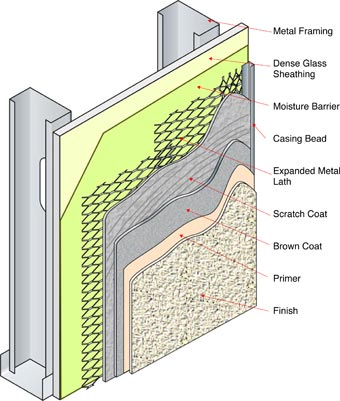 Metal Framing
Dense Glass
Sheathing
Moisture Barrier
Casing Bead
Expanded Metal
Lath
Scratch Coat
Brown Coat
Primer
Finish